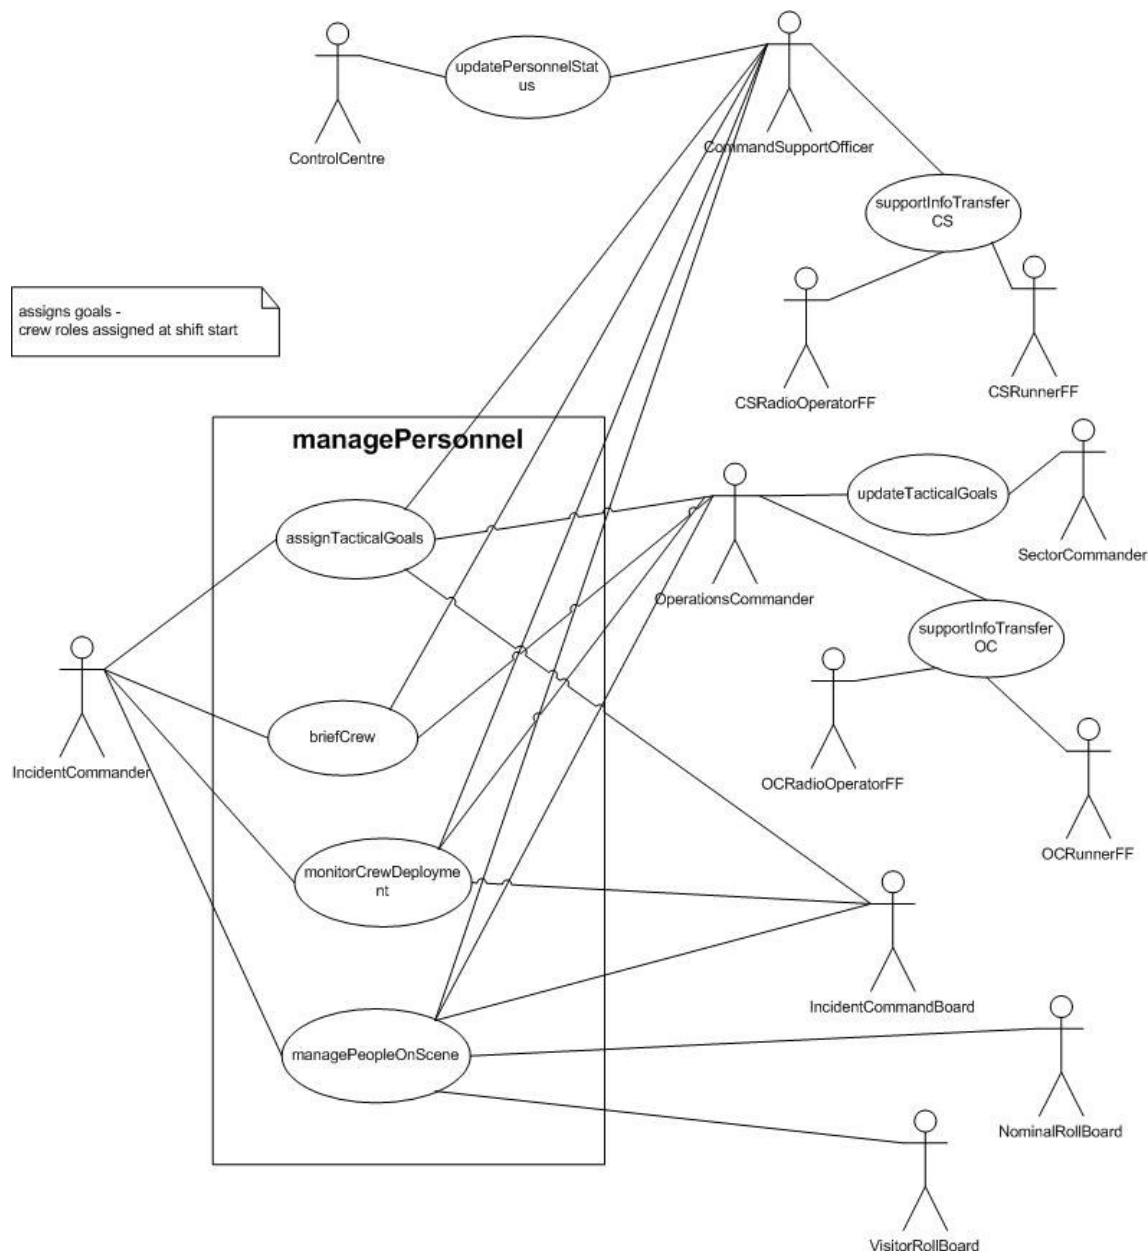 updatePersonnelStat
us
ControlCentre
CommandSupportOfficer
supportInfoTransfer
CS
assigns goals -
crew roles assigned at shift start
CSRadioOperatorFF
CSRunnerFF
managePersonnel
assignTacticalGoals
updateTacticalGoals
SectorCommander
OperationsCommander
supportInfoTransfer
OC
IncidentCommander
briefCrew
OCRadioOperatorFF
OCRunnerFF
monitorCrewDeployme
nt
IncidentCommandBoard
managePeopleOnScene
NominalRollBoard
VisitorRollBoard